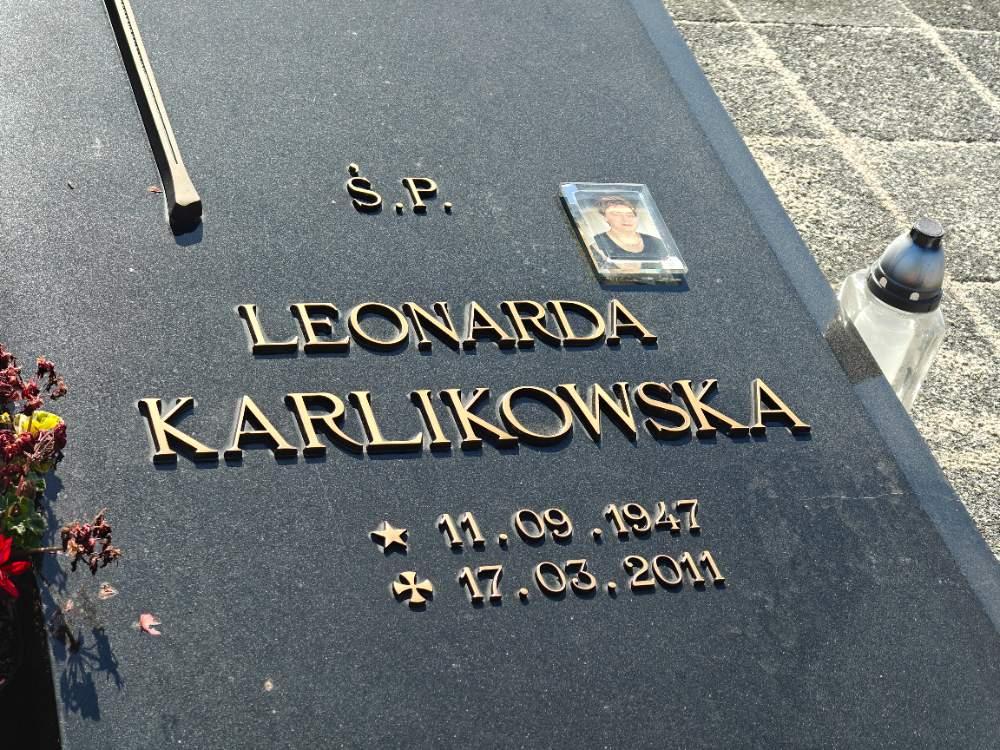 Ś.P.
LEONARDA
KARLIKOWSKA
11.09.1947
17.03.2011